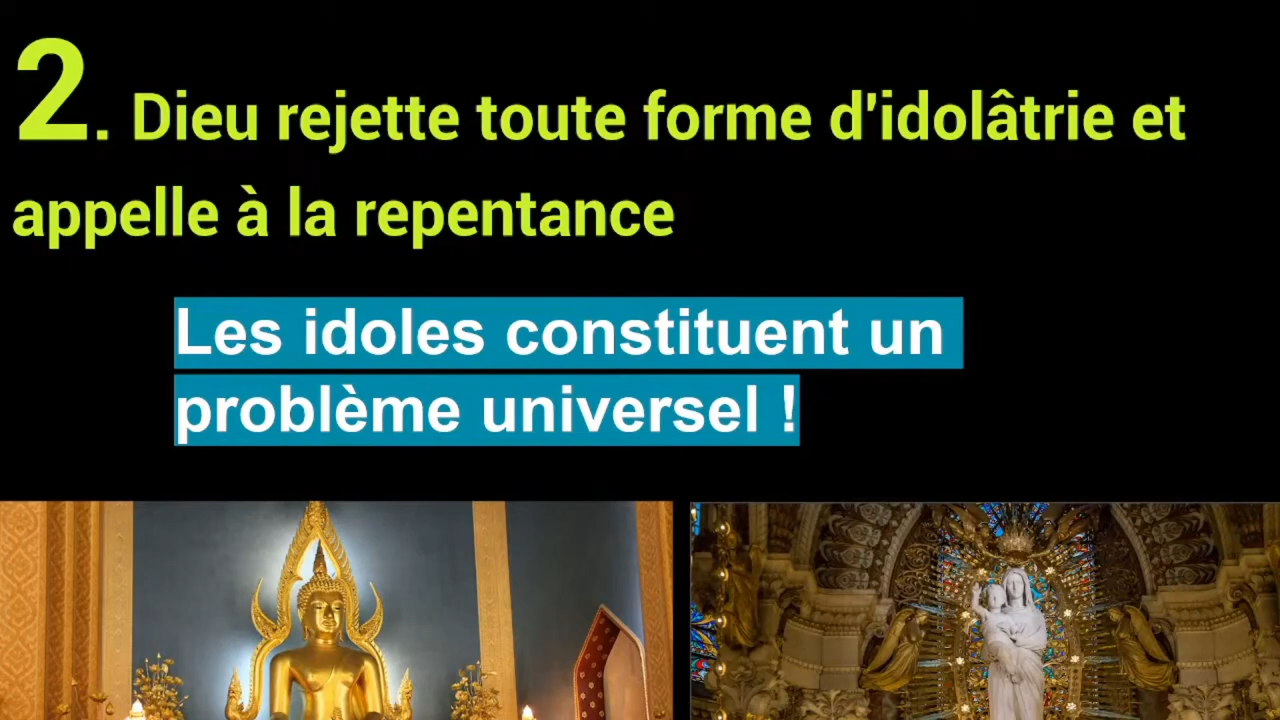 2. Dieu rejette toute forme d'idolâtrie et
appelle à la repentance
Les idoles constituent un
problème universel !